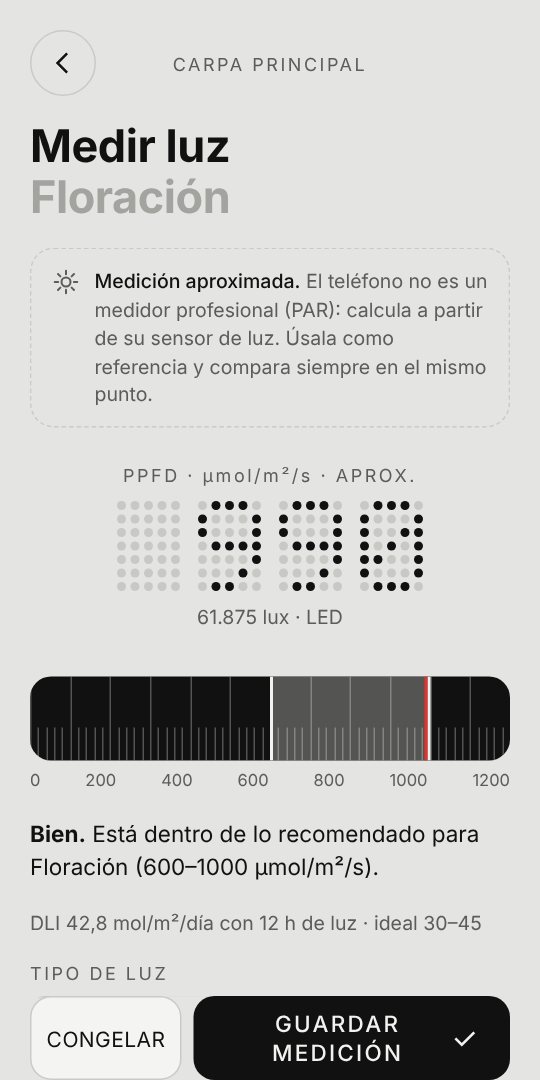 CARPA PRINCIPAL
Medir luz
Floración
Medición aproximada. El teléfono no es un
medidor profesional (PAR): calcula a partir
de su sensor de luz. Úsala como
referencia y compara siempre en el mismo
punto.
PPFD · µmol/m²/s · APROX.
990
61.875 lux · LED
0 200 400 600 800 1000 1200
Bien. Está dentro de lo recomendado para
Floración (600–1000 µmol/m²/s).
DLI 42,8 mol/m²/día con 12 h de luz · ideal 30–45
TIPO DE LUZ
CONGELAR
GUARDAR
MEDICIÓN